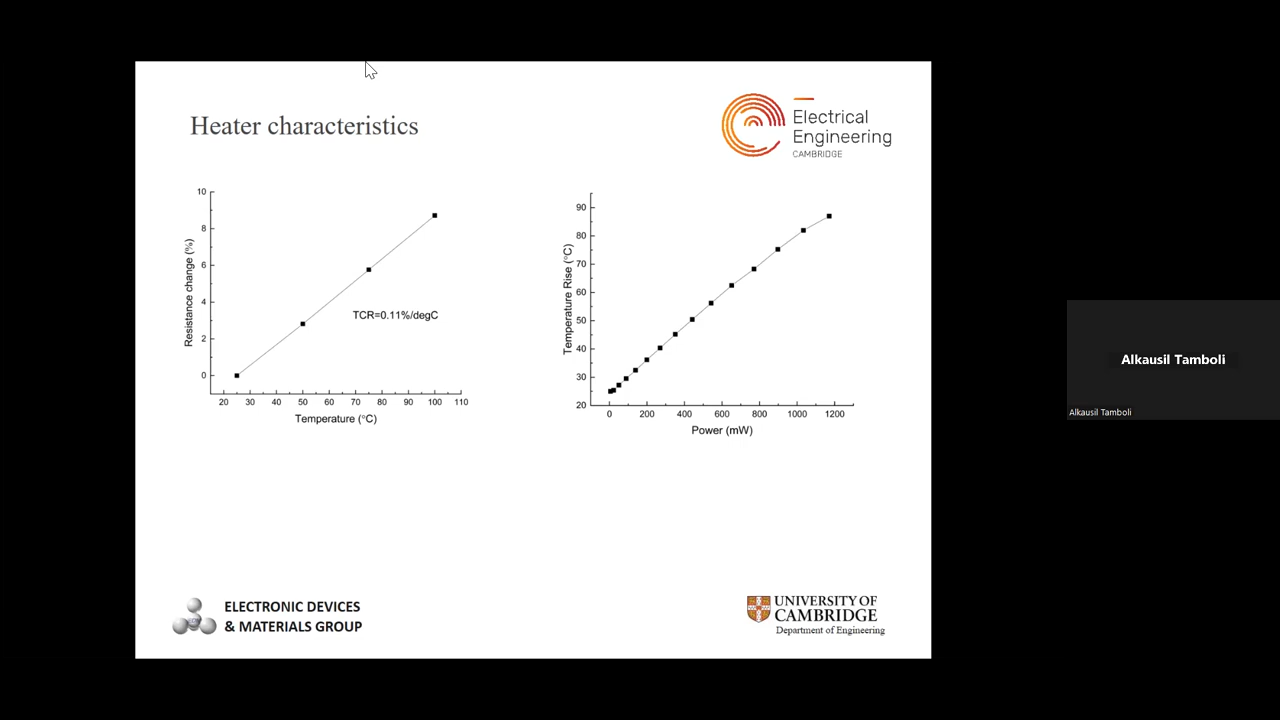 Heater characteristics
Electrical
Engineering
CAMBRIDGE
10
8
6
4
2
0
Resistance change (%)
TCR=0.11%/degC
20 30 40 50 60 70 80 90 100 110
Temperature (°C)
90
80
70
60
50
40
30
20
Temperature Rise (°C)
0 200 400 600 800 1000 1200
Power (mW)
Alkausil Tamboli
Alkausil Tamboli
ELECTRONIC DEVICES
& MATERIALS GROUP
UNIVERSITY OF
CAMBRIDGE
Department of Engineering